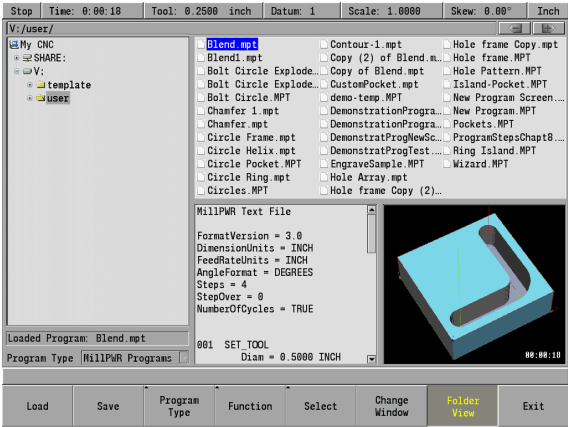 Stop Time: 0:00:18 Tool: 0.2500 inch Datum: 1 Scale: 1.0000 Skew: 0.00° Inch
V:/user/
My CNC
SHARE:
V:
template
user
Blend.mpt
Blend1.mpt
Bolt Circle Explode...
Bolt Circle Explode...
Bolt Circle.MPT
Chamfer 1.mpt
Chamfer.mpt
Circle Frame.mpt
Circle Helix.mpt
Circle Pocket.MPT
Circle Ring.mpt
Circles.MPT
Contour-1.mpt
Copy (2) of Blend.m...
Copy of Blend.mpt
CustomPocket.mpt
demo-temp.MPT
DemonstrationProgra...
DemonstrationProgra...
DemonstratProgNewSc...
DemonstratProgTest....
EngraveSample.MPT
Hole Array.mpt
Hole frame Copy (2)...
Hole frame Copy.mpt
Hole frame.MPT
Hole Pattern.MPT
Island-Pocket.MPT
New Program Screen....
New Program.MPT
Pockets.MPT
ProgramStepsChapt8....
Ring Island.MPT
Wizard.MPT
MillPWR Text File
FormatVersion = 3.0
DimensionUnits = INCH
FeedRateUnits = INCH
AngleFormat = DEGREES
Steps = 4
StepOver = 0
NumberOfCycles = TRUE
001 SET_TOOL
Diam = 0.5000 INCH
00:00:18
Loaded Program: Blend.mpt
Program Type MillPWR Programs
Load Save Program Type Function Select Change Window Folder View Exit